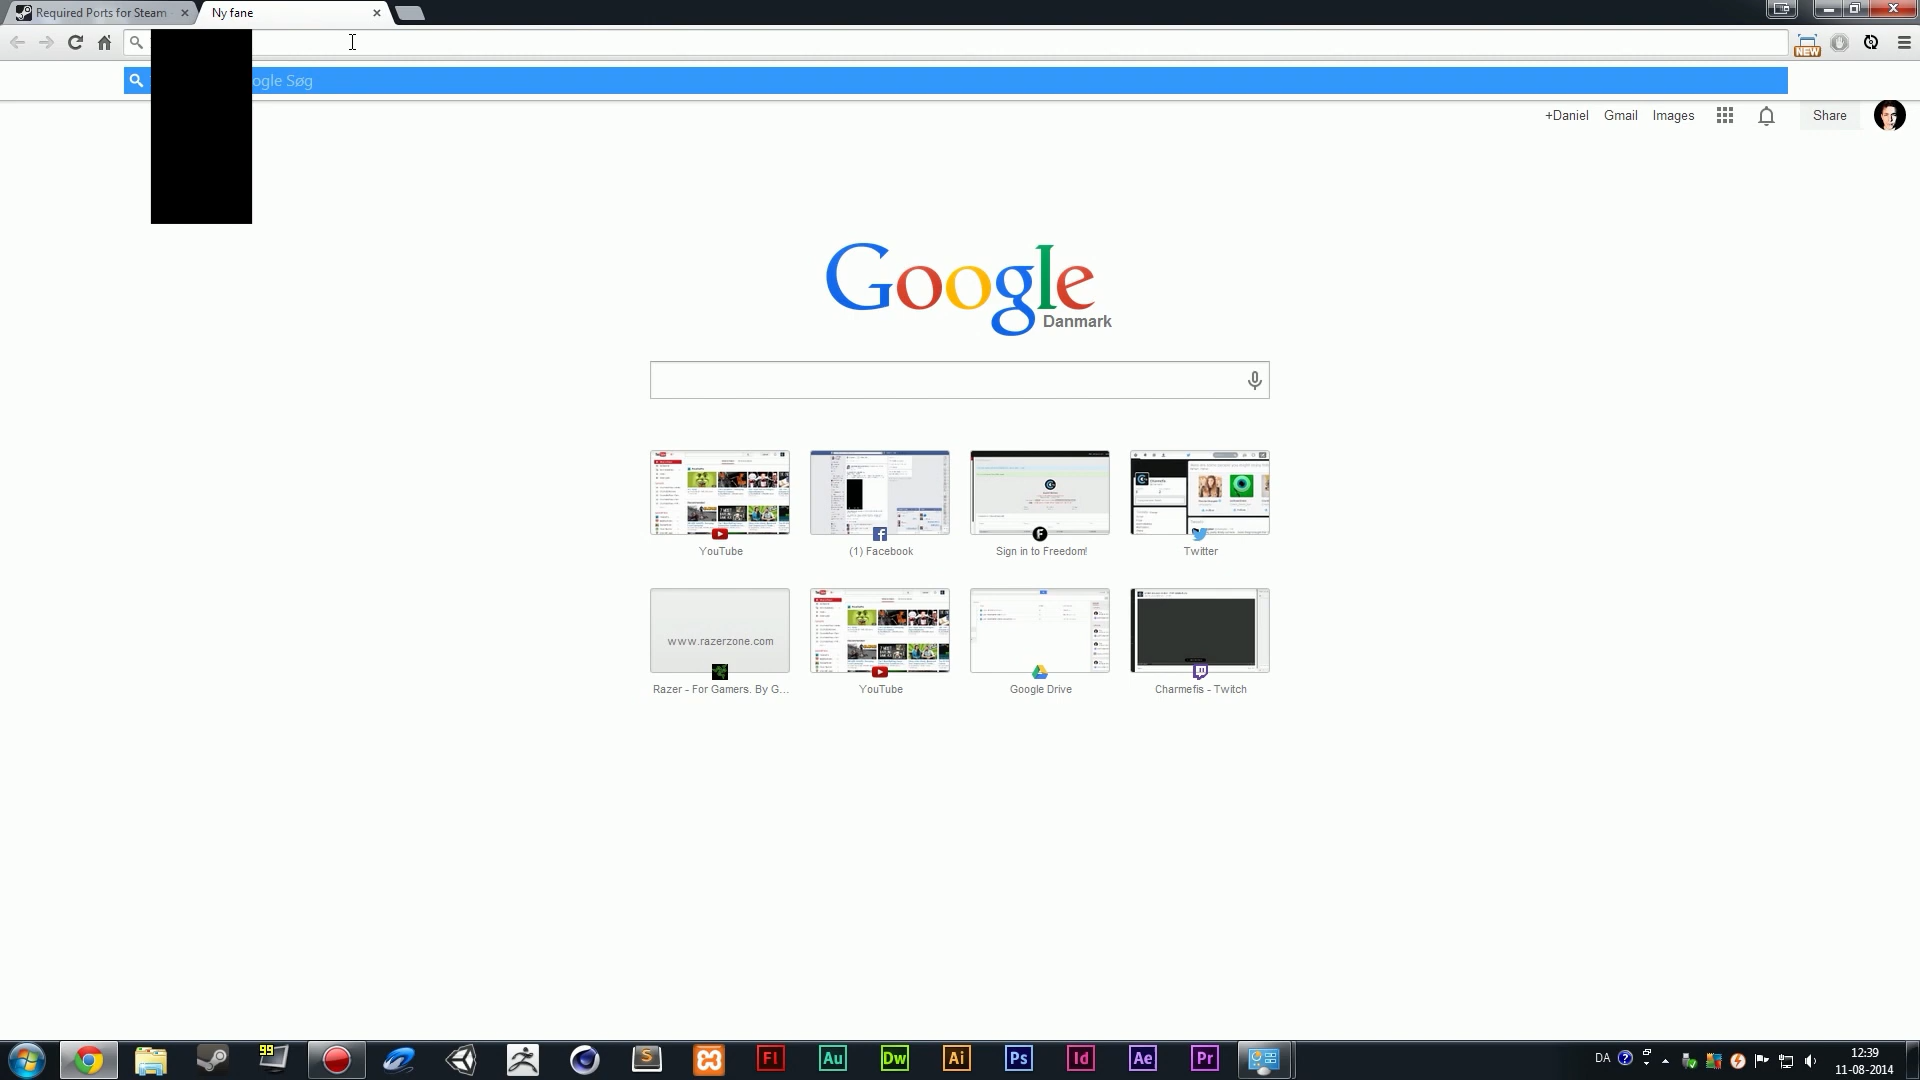 Required Ports for Steam
Ny fane
NEW
ogle Søg
+Daniel Gmail Images Share
Google
Danmark
YouTube
(1) Facebook
Sign in to Freedom!
Twitter
www.razerzone.com
Razer - For Gamers. By G...
YouTube
Google Drive
Charmefis - Twitch
99
S
Fl
Au
Dw
Ai
Ps
Id
Ae
Pr
DA
12:39
11-08-2014